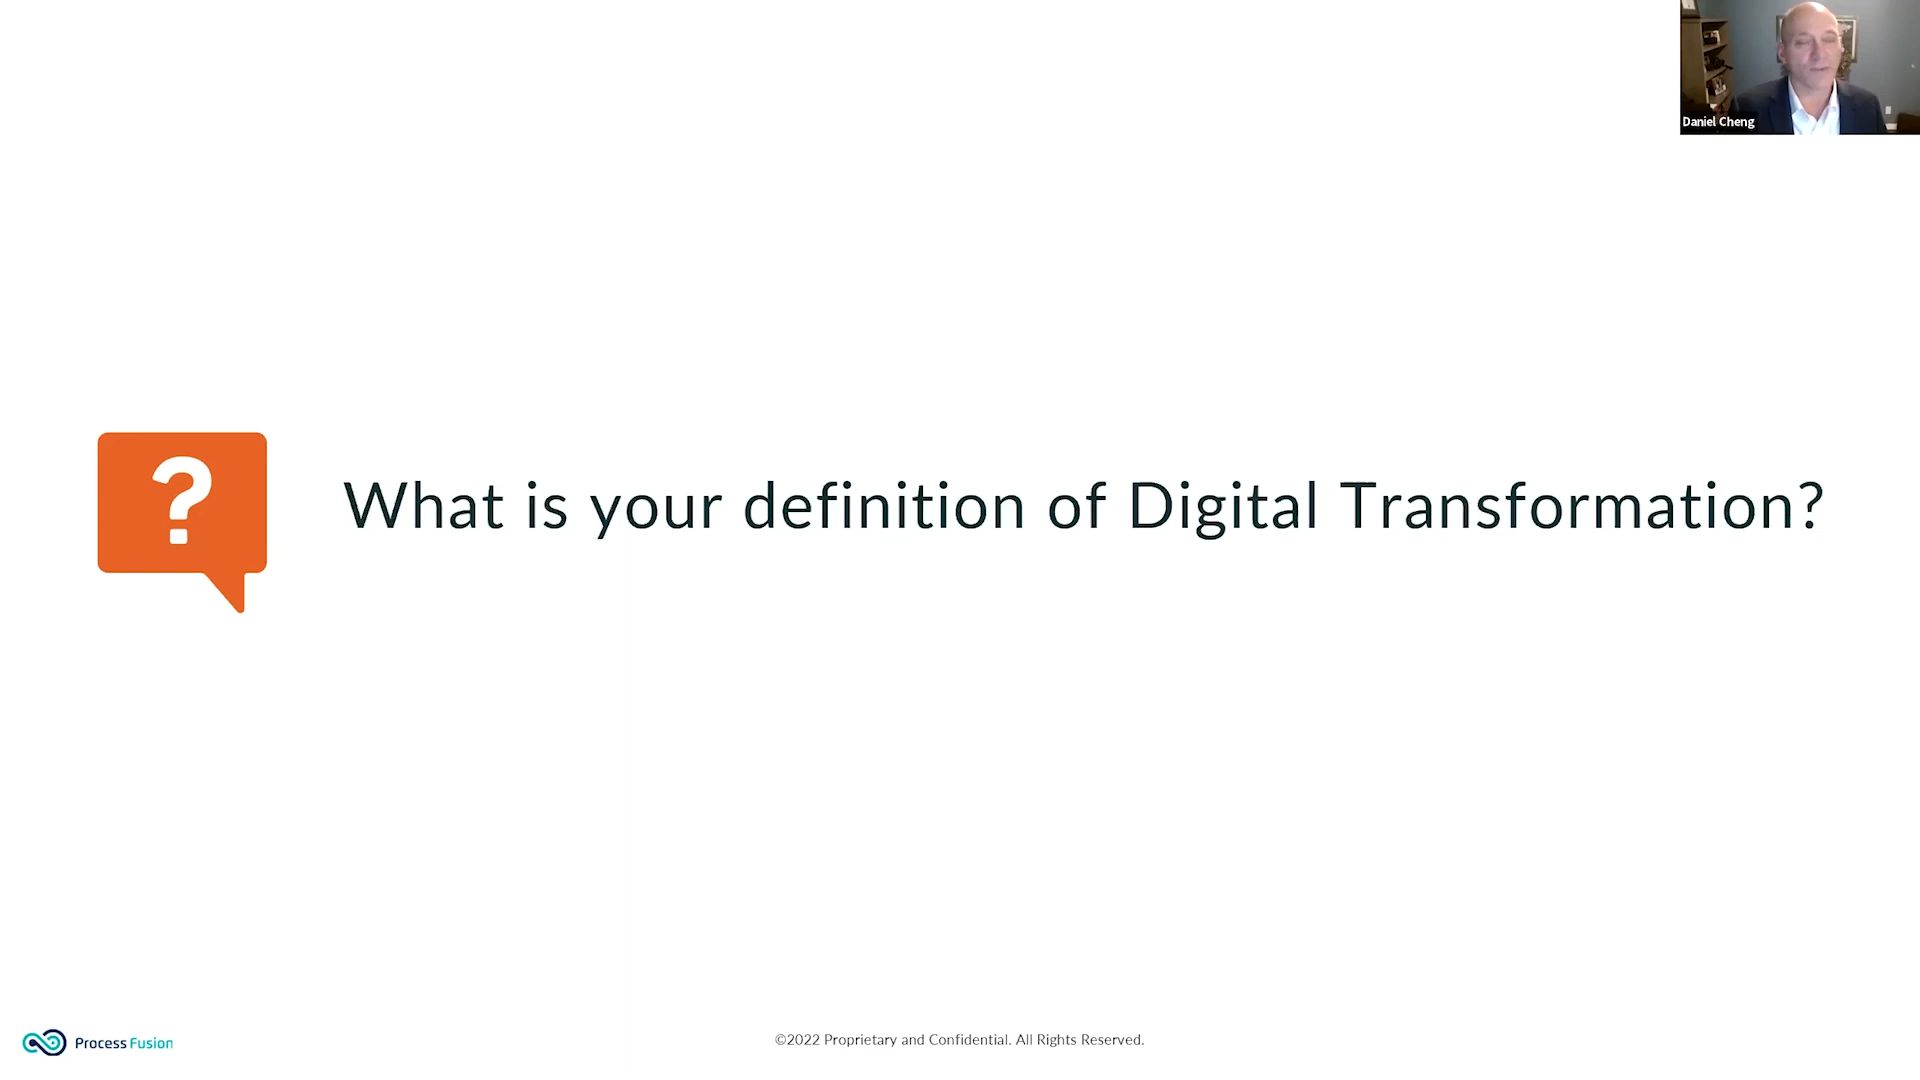 Daniel Cheng
?
What is your definition of Digital Transformation?
Process Fusion
©2022 Proprietary and Confidential. All Rights Reserved.